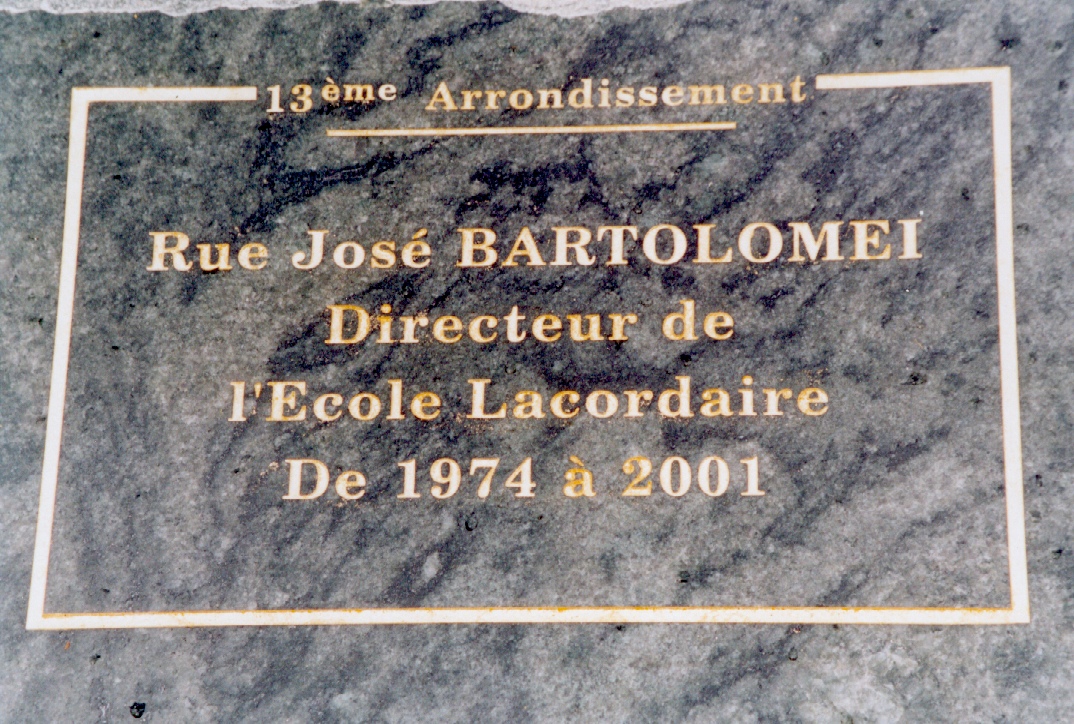 13ème Arrondissement
Rue José BARTOLOMEI
Directeur de
l'Ecole Lacordaire
De 1974 à 2001